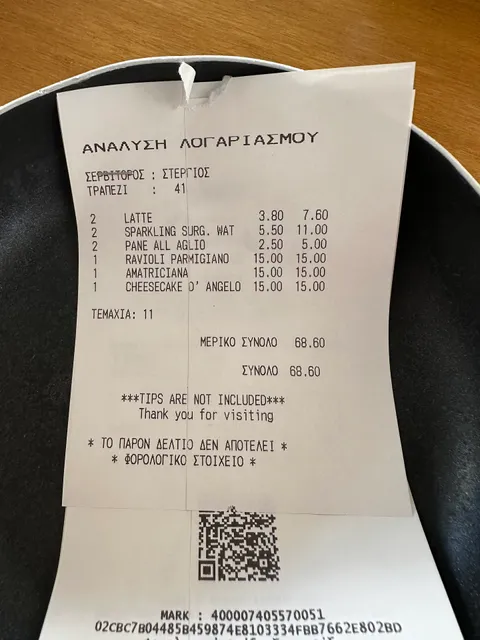 ΑΝΑΛΥΣΗ ΛΟΓΑΡΙΑΣΜΟΥ
ΣΕΡΒΙΤΟΡΟΣ : ΣΤΕΡΓΙΟΣ
ΤΡΑΠΕΖΙ : 41
2 LATTE 3.80 7.60
2 SPARKLING SURG. WAT 5.50 11.00
2 PANE ALL AGLIO 2.50 5.00
1 RAVIOLI PARMIGIANO 15.00 15.00
1 AMATRICIANA 15.00 15.00
1 CHEESECAKE D' ANGELO 15.00 15.00
ΤΕΜΑΧΙΑ: 11
ΜΕΡΙΚΟ ΣΥΝΟΛΟ 68.60
ΣΥΝΟΛΟ 68.60
***TIPS ARE NOT INCLUDED***
Thank you for visiting
* ΤΟ ΠΑΡΟΝ ΔΕΛΤΙΟ ΔΕΝ ΑΠΟΤΕΛΕΙ *
* ΦΟΡΟΛΟΓΙΚΟ ΣΤΟΙΧΕΙΟ *
MARK : 400007405570051
02CBC7B04485B459874E8103334FBB7662E802BD